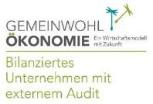 GEMEINWOHL
ÖKONOMIE Ein Wirtschaftsmodell
mit Zukunft
Bilanziertes
Unternehmen mit
externem Audit